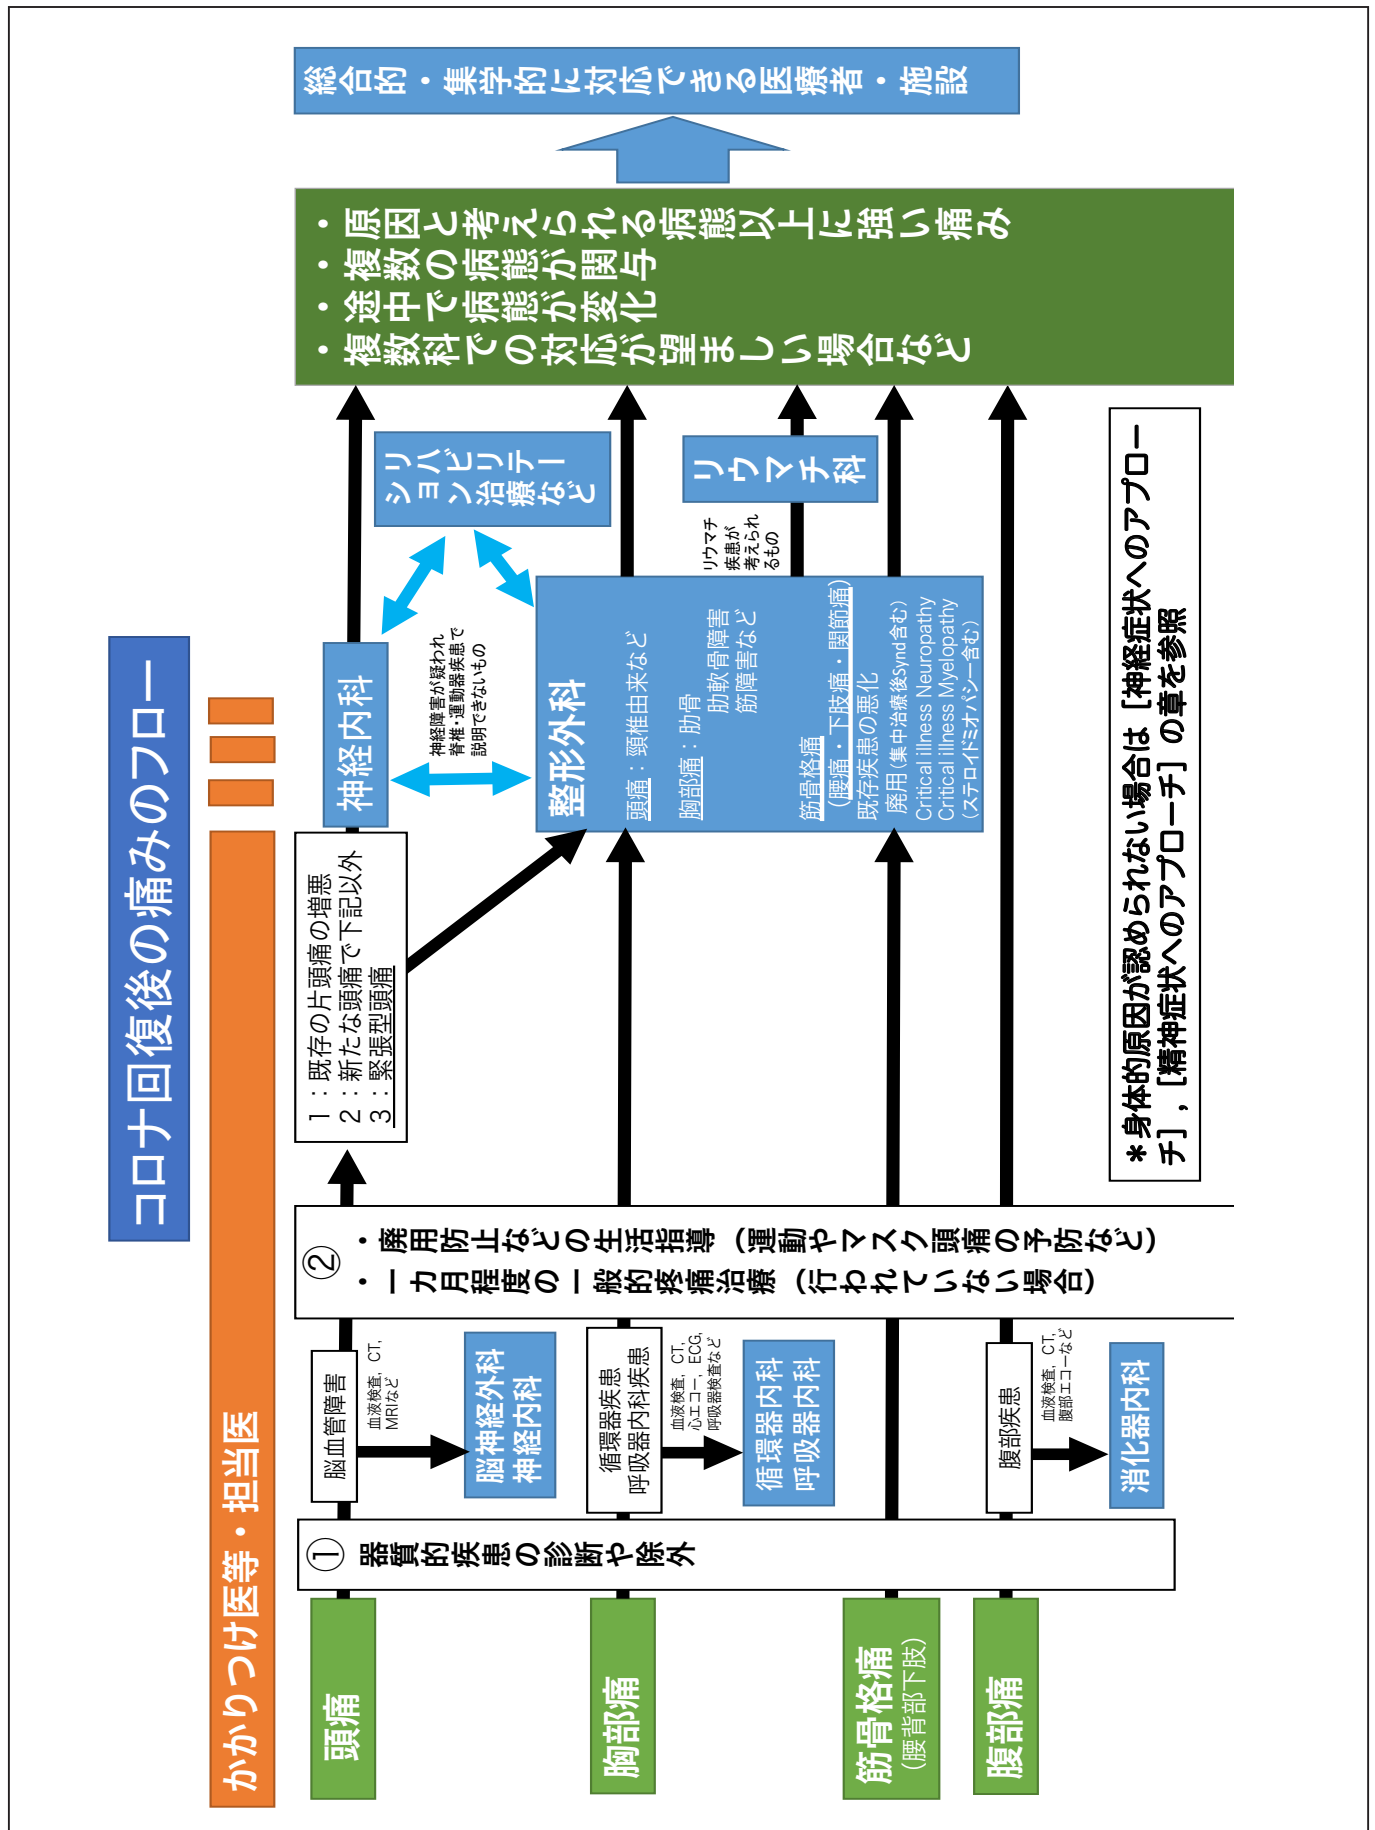 コロナ回復後の痛みのフロー
かかりつけ医等・担当医
頭痛
胸部痛
筋骨格痛
(腰背部下肢)
腹部痛
① 器質的疾患の診断や除外
脳血管障害
血液検査, CT,
MRIなど
脳神経外科
神経内科
循環器疾患
呼吸器内科疾患
血液検査, CT,
心エコー, ECG,
呼吸器検査など
循環器内科
呼吸器内科
腹部疾患
血液検査, CT,
腹部エコーなど
消化器内科
② ・廃用防止などの生活指導（運動やマスク頭痛の予防など）
・一カ月程度の一般的疼痛治療（行われていない場合）
1：既存の片頭痛の増悪
2：新たな頭痛で下記以外
3：緊張型頭痛
神経内科
神経障害が疑われ
脊椎・運動器疾患で
説明できないもの
リハビリテー
ション治療など
整形外科
頭痛：頸椎由来など
胸部痛：肋骨
肋軟骨障害
筋障害など
筋骨格痛
（腰痛・下肢痛・関節痛）
既存疾患の悪化
廃用(集中治療後Synd含む)
Critical illness Neuropathy
Critical illness Myelopathy
(ステロイドミオパシー含む)
リウマチ
疾患が
考えられ
るもの
リウマチ科
・原因と考えられる病態以上に強い痛み
・複数の病態が関与
・途中で病態が変化
・複数科での対応が望ましい場合など
総合的・集学的に対応できる医療者・施設
＊身体的原因が認められない場合は［神経症状へのアプロー
チ］，［精神症状へのアプローチ］の章を参照